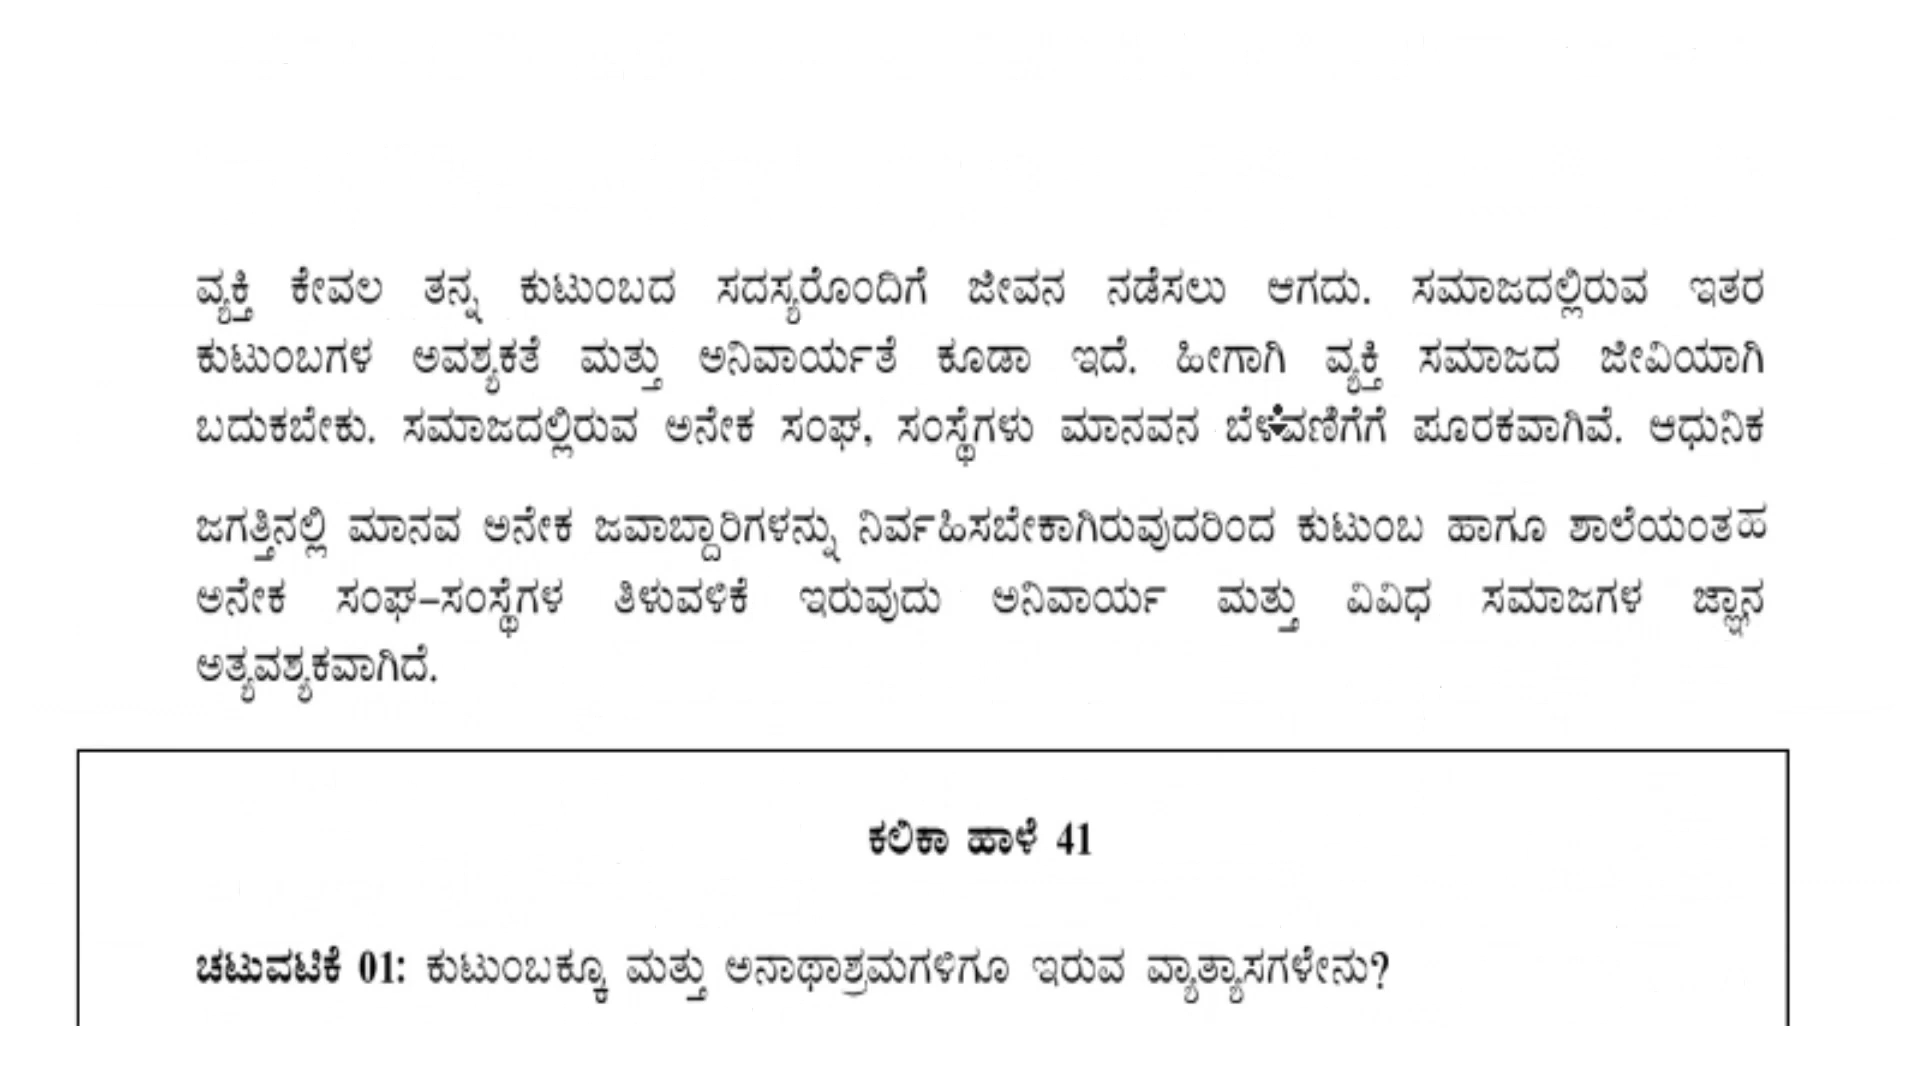 ವ್ಯಕ್ತಿ ಕೇವಲ ತನ್ನ ಕುಟುಂಬದ ಸದಸ್ಯರೊಂದಿಗೆ ಜೀವನ ನಡೆಸಲು ಆಗದು. ಸಮಾಜದಲ್ಲಿರುವ ಇತರ
ಕುಟುಂಬಗಳ ಅವಶ್ಯಕತೆ ಮತ್ತು ಅನಿವಾರ್ಯತೆ ಕೂಡಾ ಇದೆ. ಹೀಗಾಗಿ ವ್ಯಕ್ತಿ ಸಮಾಜದ ಜೀವಿಯಾಗಿ
ಬದುಕಬೇಕು. ಸಮಾಜದಲ್ಲಿರುವ ಅನೇಕ ಸಂಘ, ಸಂಸ್ಥೆಗಳು ಮಾನವನ ಬೆಳವಣಿಗೆಗೆ ಪೂರಕವಾಗಿವೆ. ಆಧುನಿಕ
ಜಗತ್ತಿನಲ್ಲಿ ಮಾನವ ಅನೇಕ ಜವಾಬ್ದಾರಿಗಳನ್ನು ನಿರ್ವಹಿಸಬೇಕಾಗಿರುವುದರಿಂದ ಕುಟುಂಬ ಹಾಗೂ ಶಾಲೆಯಂತಹ
ಅನೇಕ ಸಂಘ–ಸಂಸ್ಥೆಗಳ ತಿಳುವಳಿಕೆ ಇರುವುದು ಅನಿವಾರ್ಯ ಮತ್ತು ವಿವಿಧ ಸಮಾಜಗಳ ಜ್ಞಾನ
ಅತ್ಯವಶ್ಯಕವಾಗಿದೆ.
ಕಲಿಕಾ ಹಾಳೆ 41
ಚಟುವಟಿಕೆ 01: ಕುಟುಂಬಕ್ಕೂ ಮತ್ತು ಅನಾಥಾಶ್ರಮಗಳಿಗೂ ಇರುವ ವ್ಯಾತ್ಯಾಸಗಳೇನು?